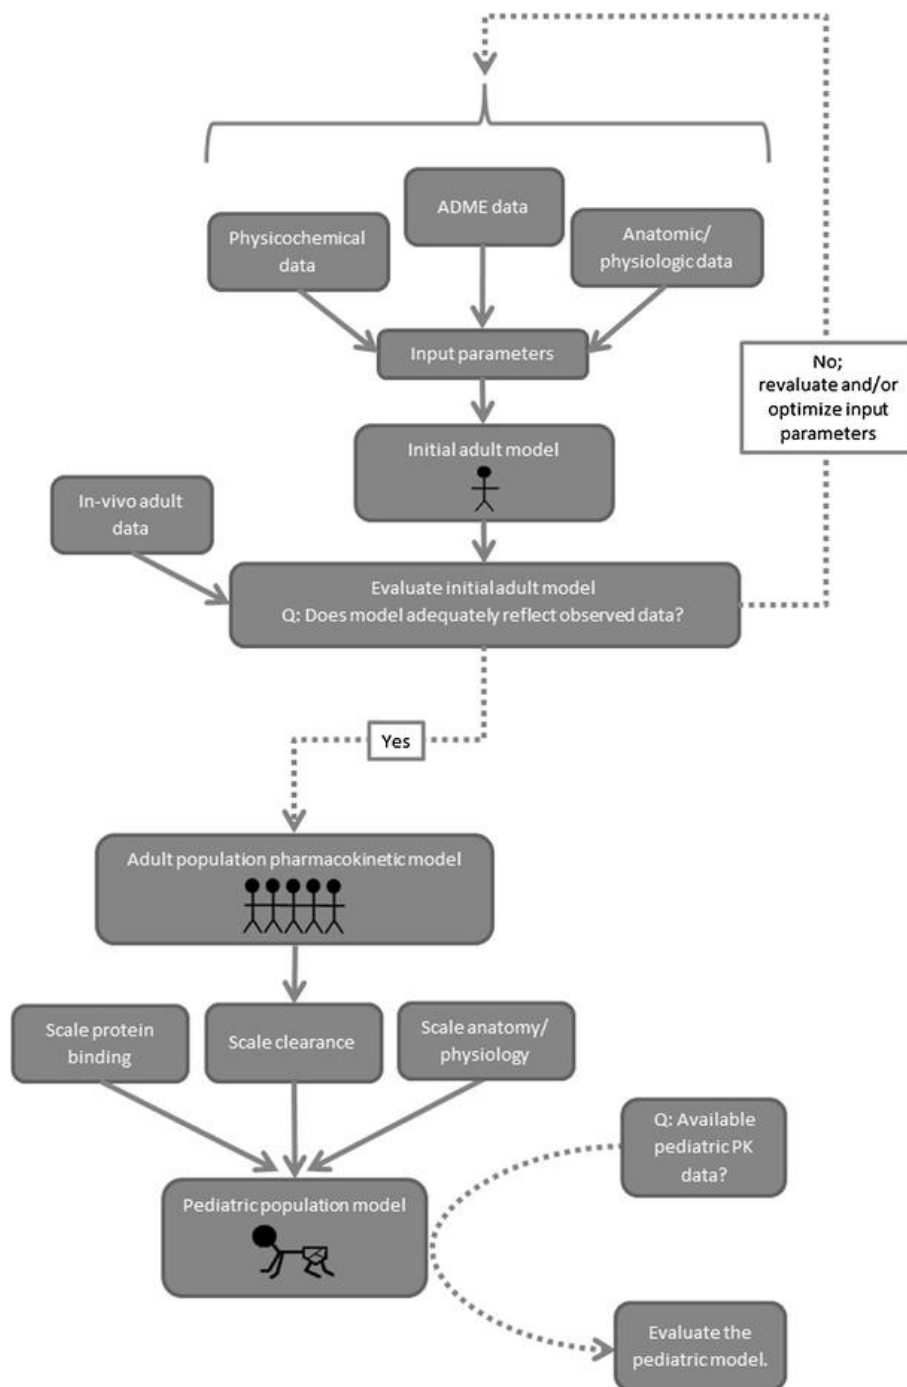 ADME data
Physicochemical
data
Anatomic/
physiologic data
Input parameters
No;
revaluate and/or
optimize input
parameters
Initial adult model
In-vivo adult
data
Evaluate initial adult model
Q: Does model adequately reflect observed data?
Yes
Adult population pharmacokinetic model
Scale protein
binding
Scale clearance
Scale anatomy/
physiology
Q: Available
pediatric PK
data?
Pediatric population model
Evaluate the
pediatric model.